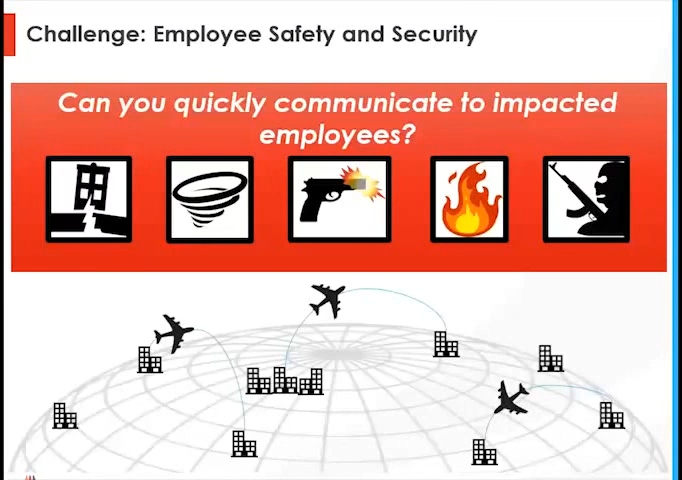 Challenge: Employee Safety and Security
Can you quickly communicate to impacted
employees?